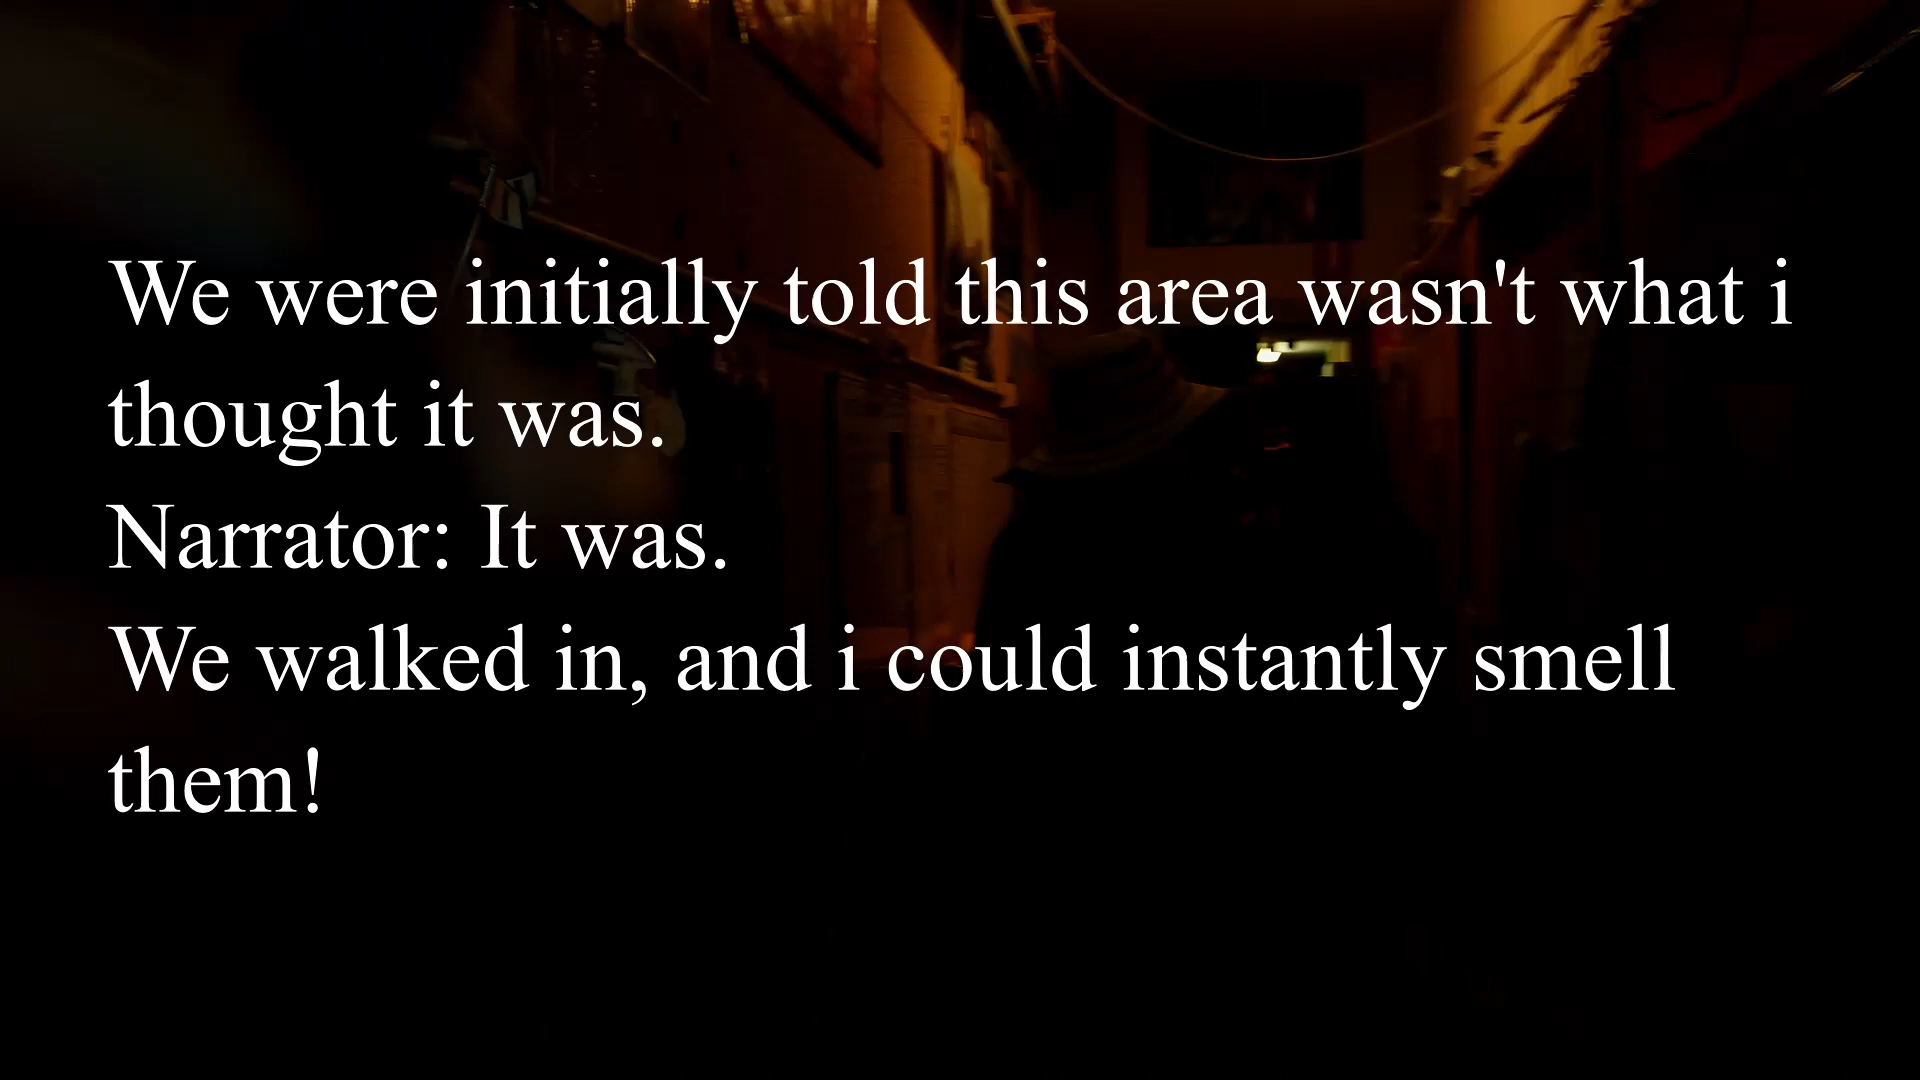 We were initially told this area wasn't what i
thought it was.
Narrator: It was.
We walked in, and i could instantly smell
them!